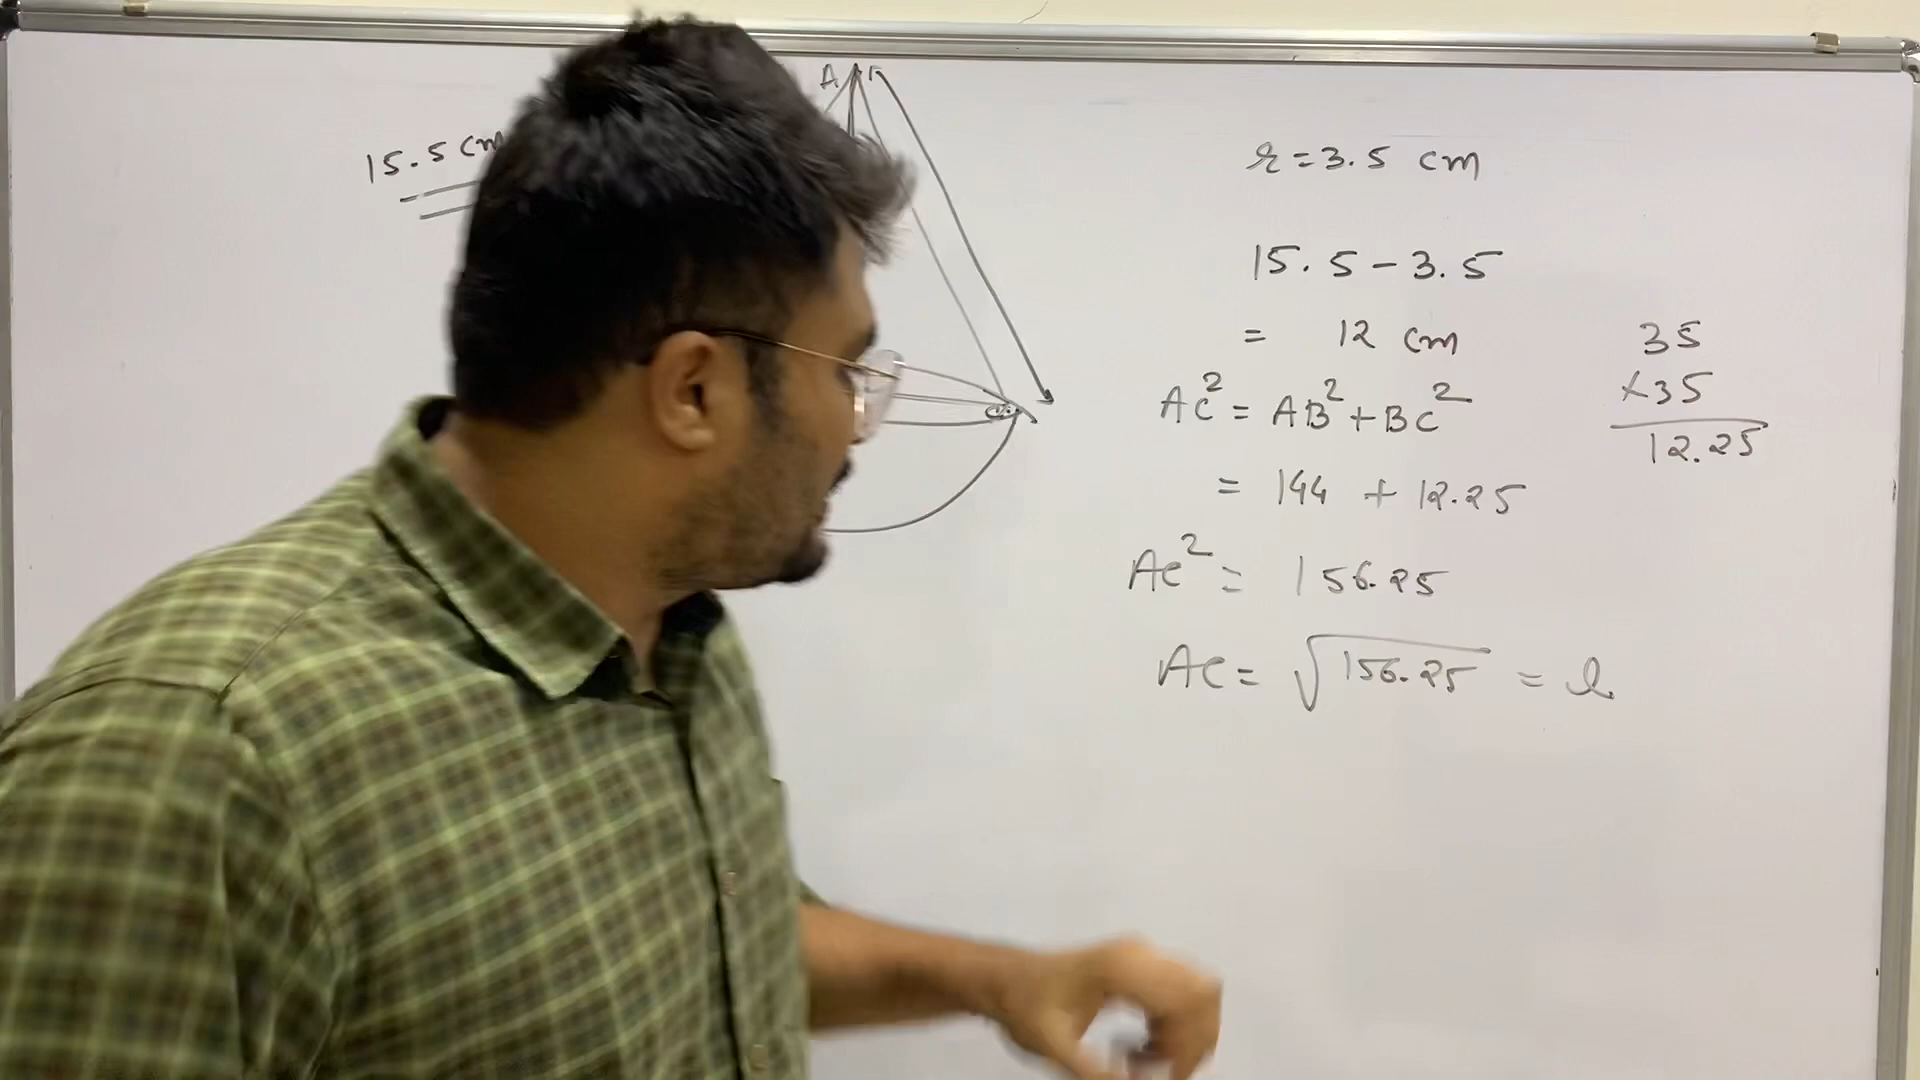 A
15.5 cm
r = 3.5 cm
15.5 - 3.5
= 12 cm
AC² = AB² + BC²
= 144 + 12.25
AC² = 156.25
AC = √156.25 = l
35
×35
12.25